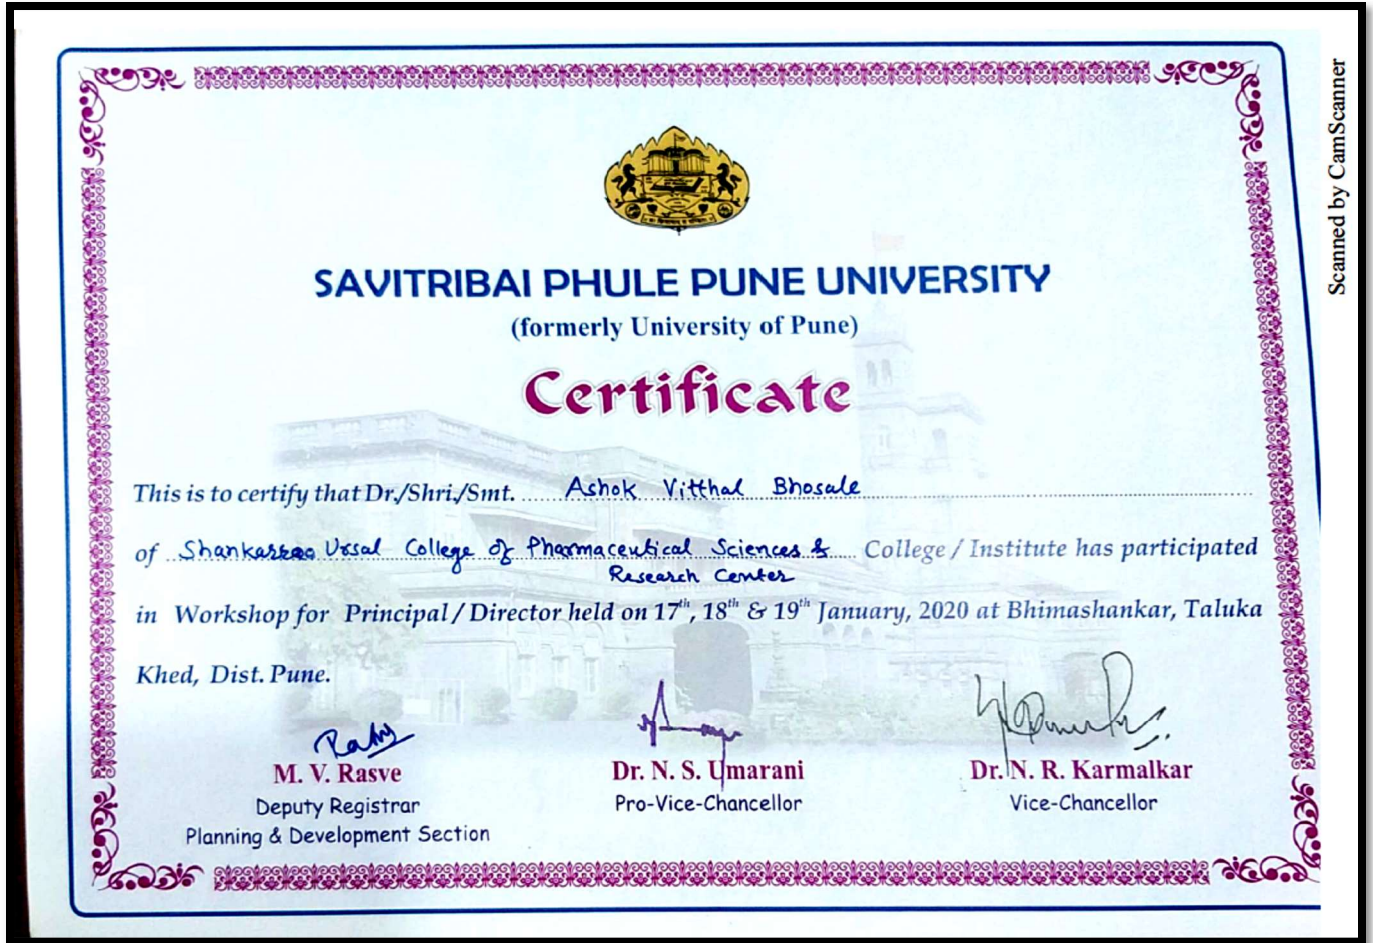 SAVITRIBAI PHULE PUNE UNIVERSITY
(formerly University of Pune)
Certificate
This is to certify that Dr./Shri./Smt. Ashok Vitthal Bhosale
of Shankarrao Ursal College of Pharmaceutical Sciences & College / Institute has participated
Research Center
in Workshop for Principal / Director held on 17th, 18th & 19th January, 2020 at Bhimashankar, Taluka
Khed, Dist. Pune.
M. V. Rasve
Deputy Registrar
Planning & Development Section
Dr. N. S. Umarani
Pro-Vice-Chancellor
Dr. N. R. Karmalkar
Vice-Chancellor
Scanned by CamScanner